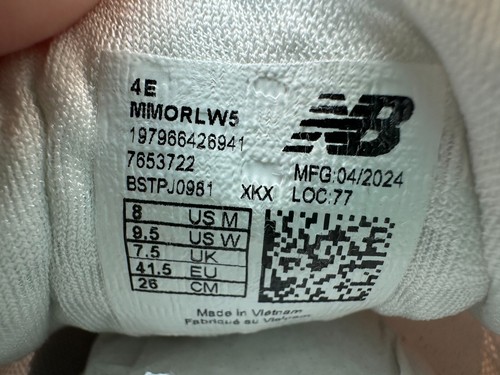 4E
MMORLW5
197966426941
7653722
BSTPJ0981 XKX
NB
MFG:04/2024
LOC:77
8 US M
9.5 US W
7.5 UK
41.5 EU
26 CM
Made in Vietnam
Fabriqué au Vietnam